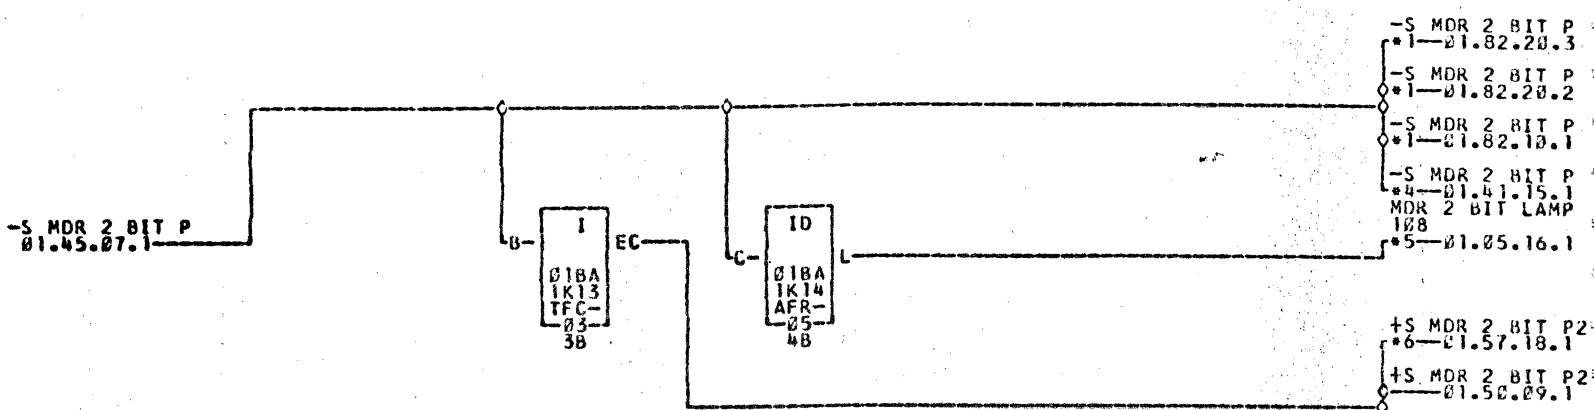 -S MDR 2 BIT P
*1—01.82.20.3
-S MDR 2 BIT P
*1—01.82.20.2
-S MDR 2 BIT P
*1—01.82.10.1
-S MDR 2 BIT P
*4—01.41.15.1
MDR 2 BIT LAMP
108
*5—01.05.16.1
-S MDR 2 BIT P
01.45.07.1
B
I
01BA
1K13
TFC-
03
3B
EC
C
ID
01BA
1K14
AFR-
05
4B
L
+S MDR 2 BIT P2
*6—01.57.18.1
+S MDR 2 BIT P2
01.50.09.1